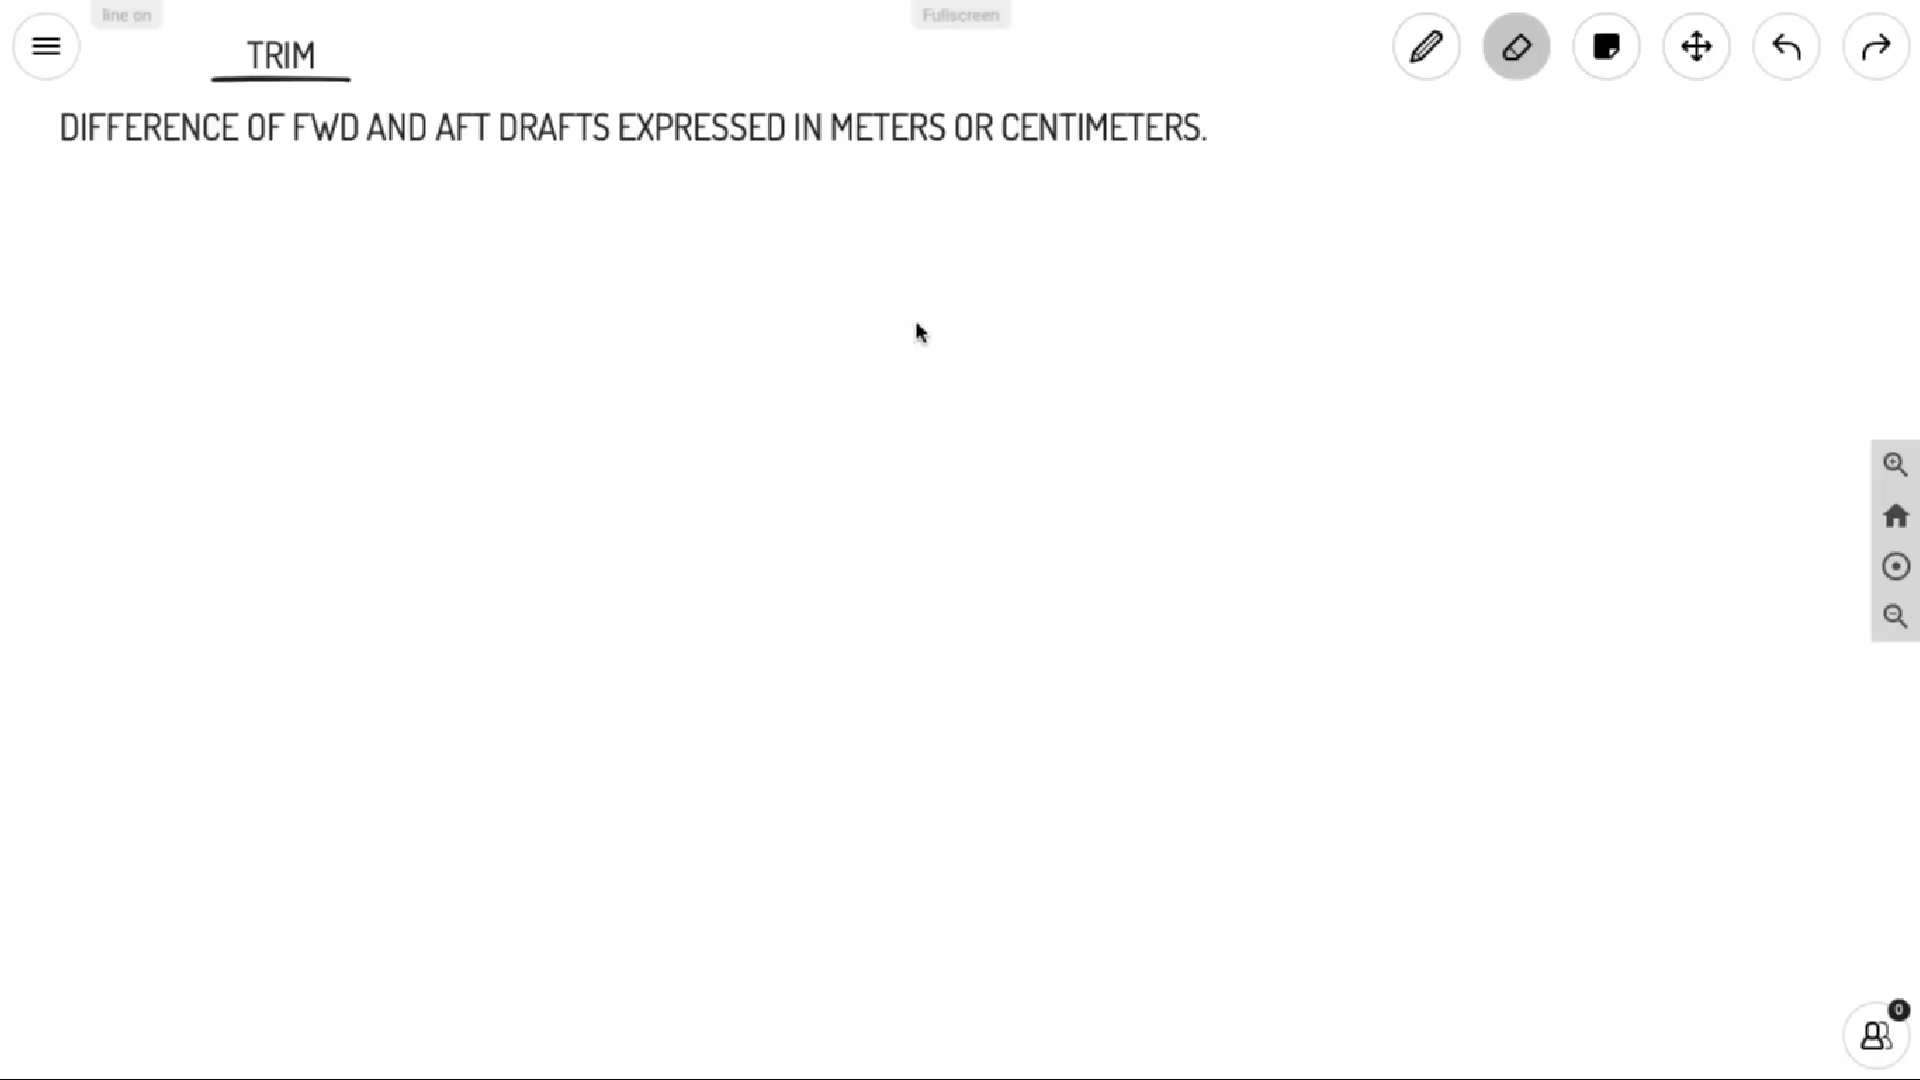 line on
Fullscreen
TRIM
DIFFERENCE OF FWD AND AFT DRAFTS EXPRESSED IN METERS OR CENTIMETERS.
0